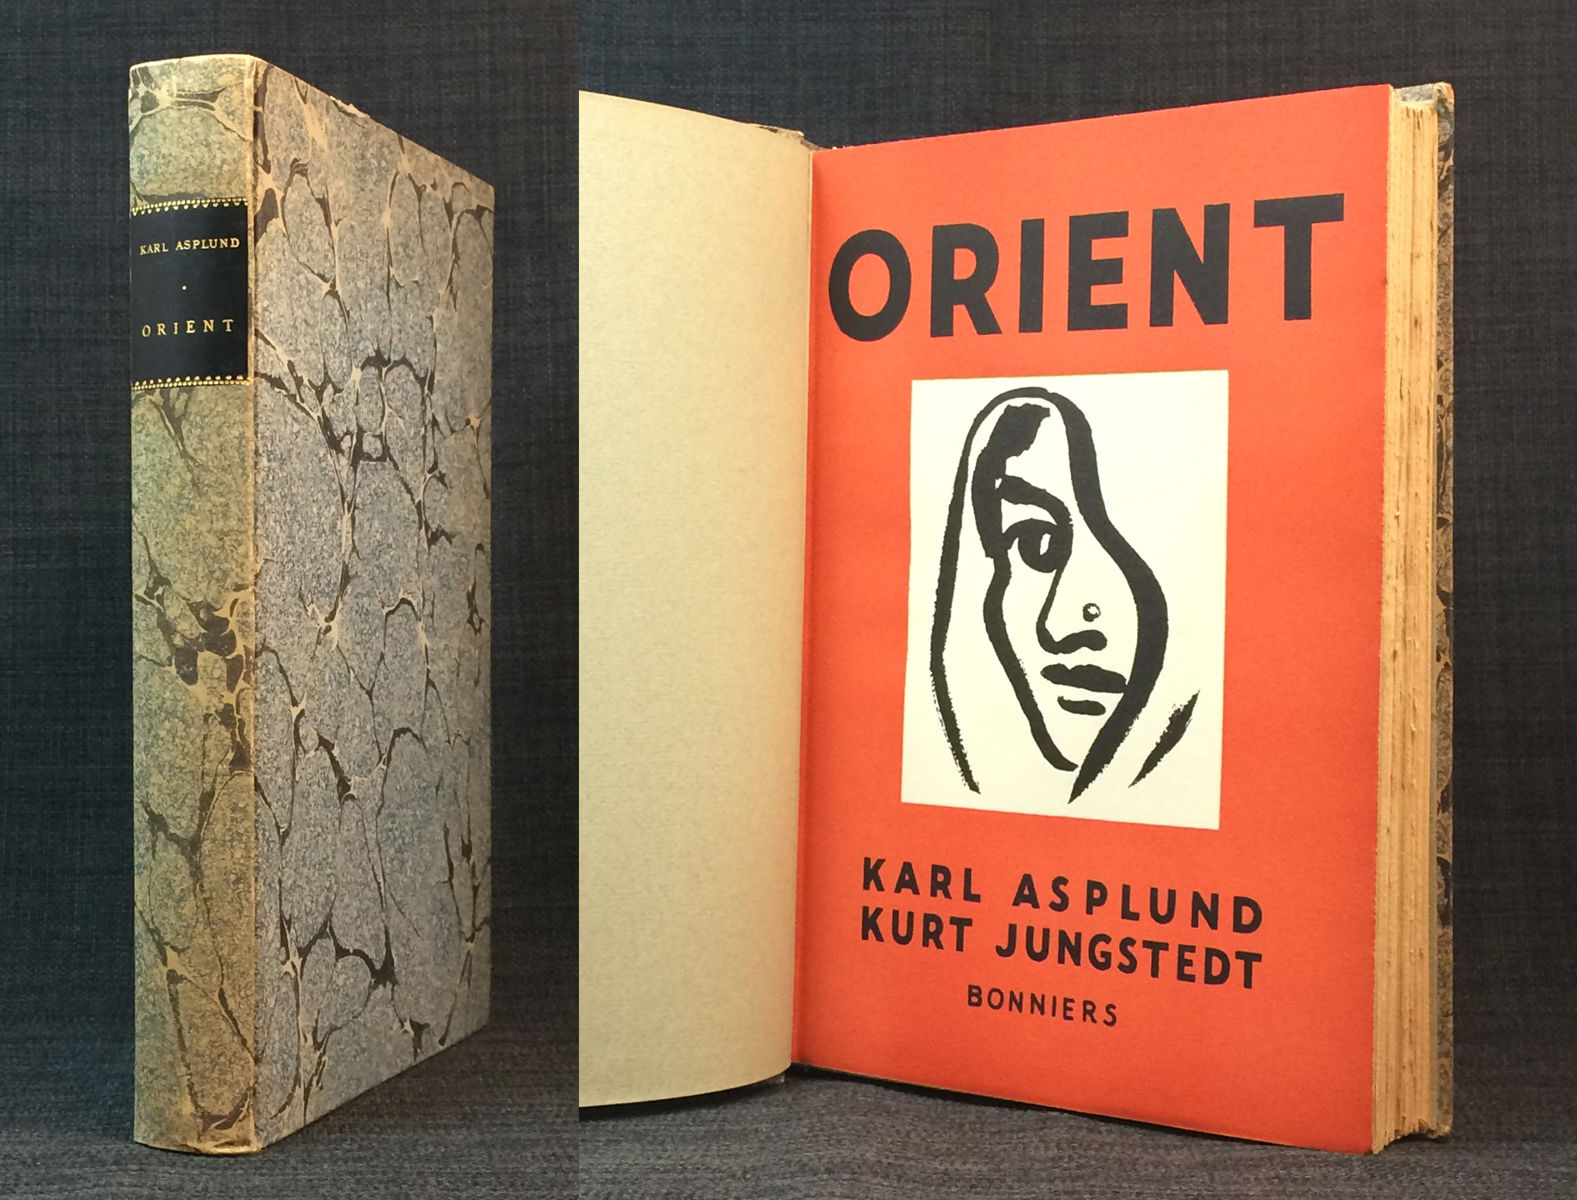 KARL ASPLUND
ORIENT
ORIENT
KARL ASPLUND
KURT JUNGSTEDT
BONNIERS